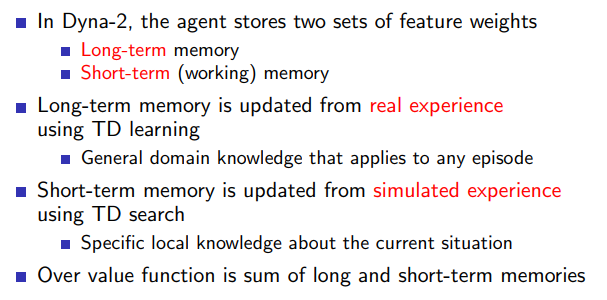 In Dyna-2, the agent stores two sets of feature weights
Long-term memory
Short-term (working) memory
Long-term memory is updated from real experience
using TD learning
General domain knowledge that applies to any episode
Short-term memory is updated from simulated experience
using TD search
Specific local knowledge about the current situation
Over value function is sum of long and short-term memories